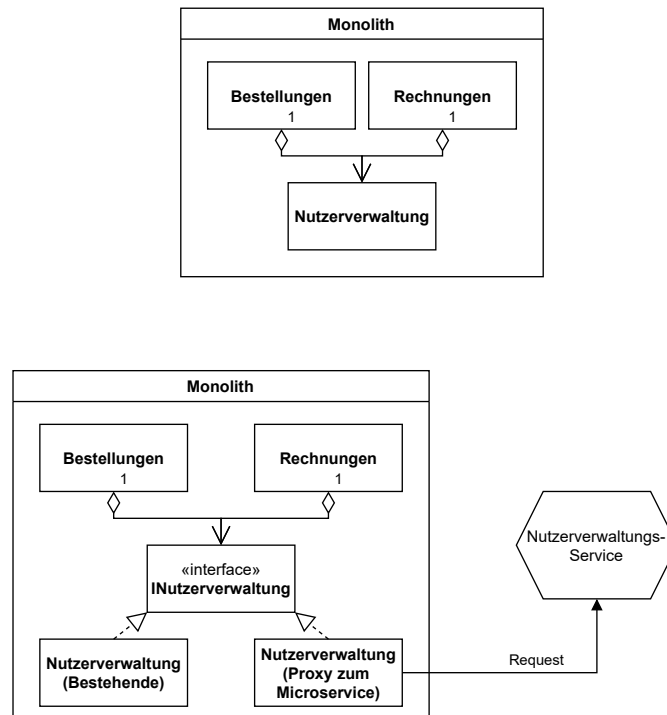 Monolith
Bestellungen
1
Rechnungen
1
Nutzerverwaltung
Monolith
Bestellungen
1
Rechnungen
1
«interface»
INutzerverwaltung
Nutzerverwaltung
(Bestehende)
Nutzerverwaltung
(Proxy zum
Microservice)
Request
Nutzerverwaltungs-
Service